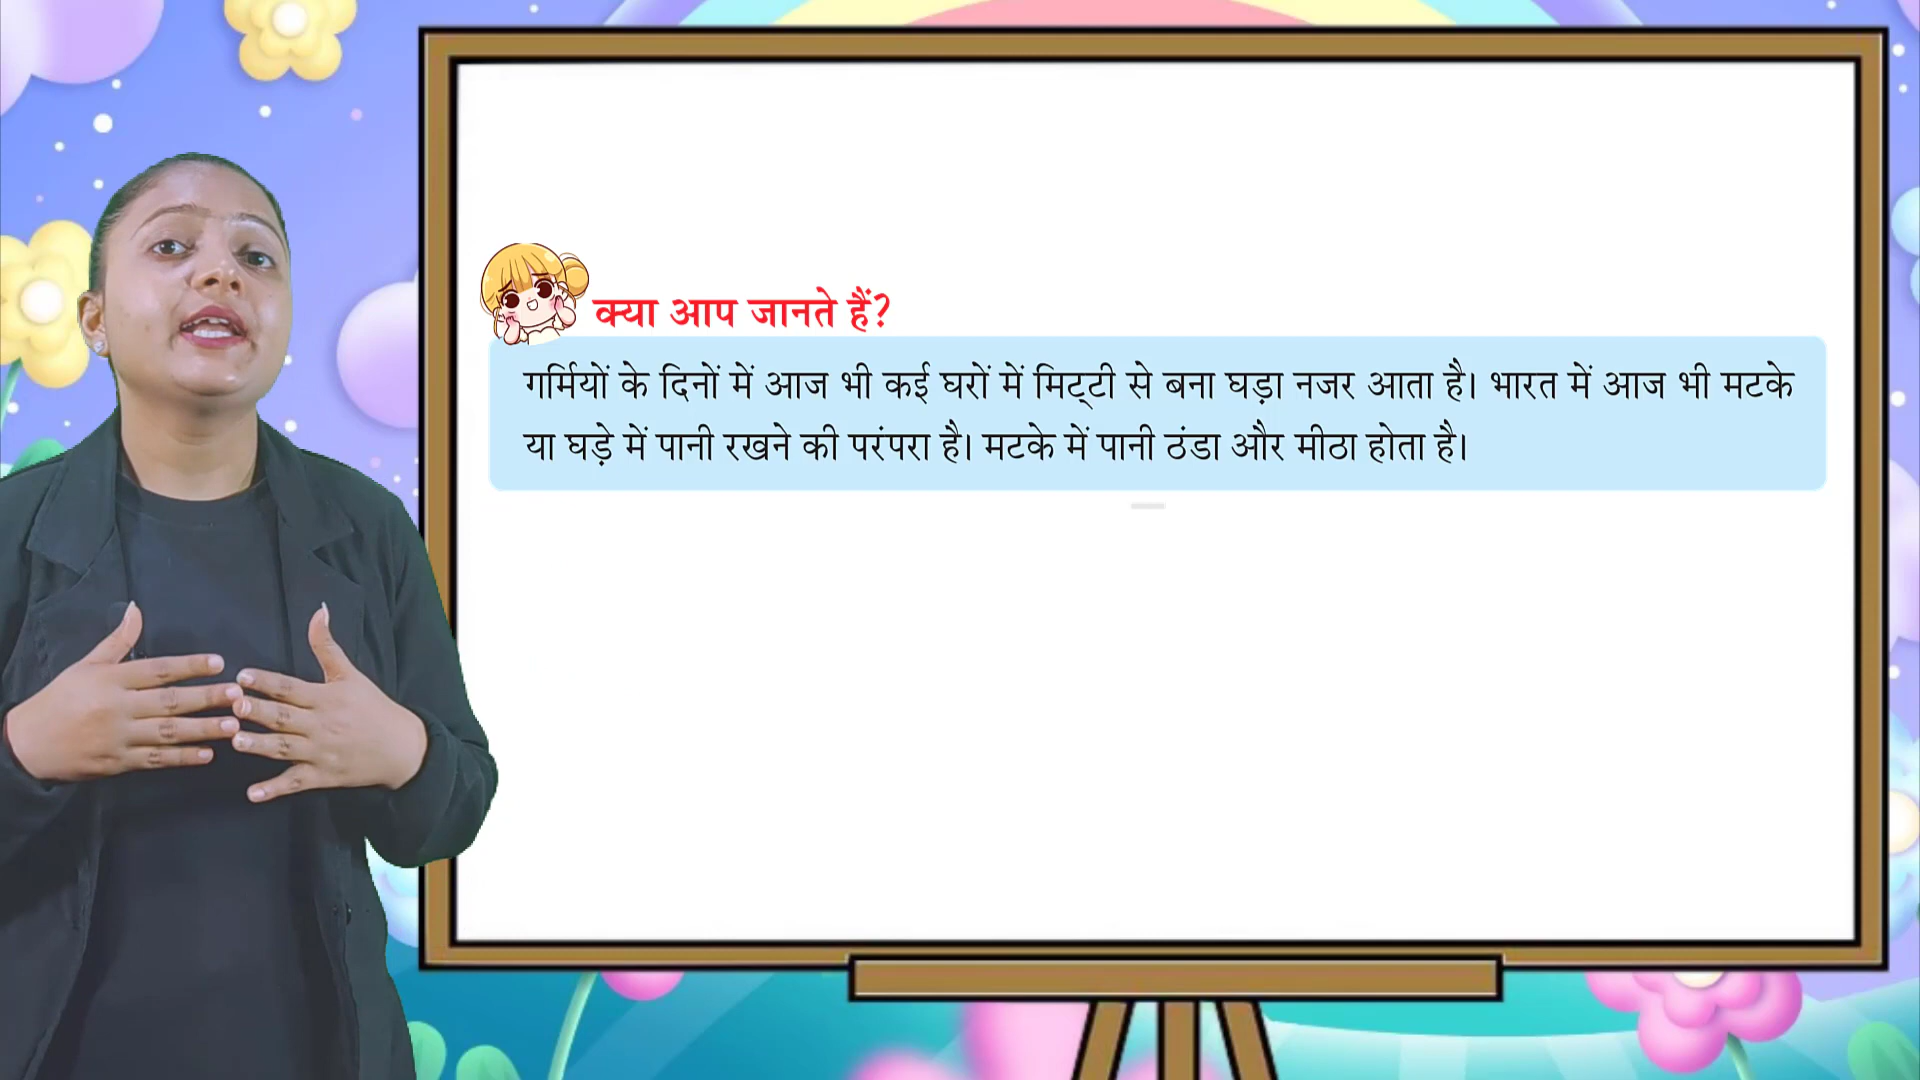 क्या आप जानते हैं?
गर्मियों के दिनों में आज भी कई घरों में मिट्‌टी से बना घड़ा नजर आता है। भारत में आज भी मटके
या घड़े में पानी रखने की परंपरा है। मटके में पानी ठंडा और मीठा होता है।